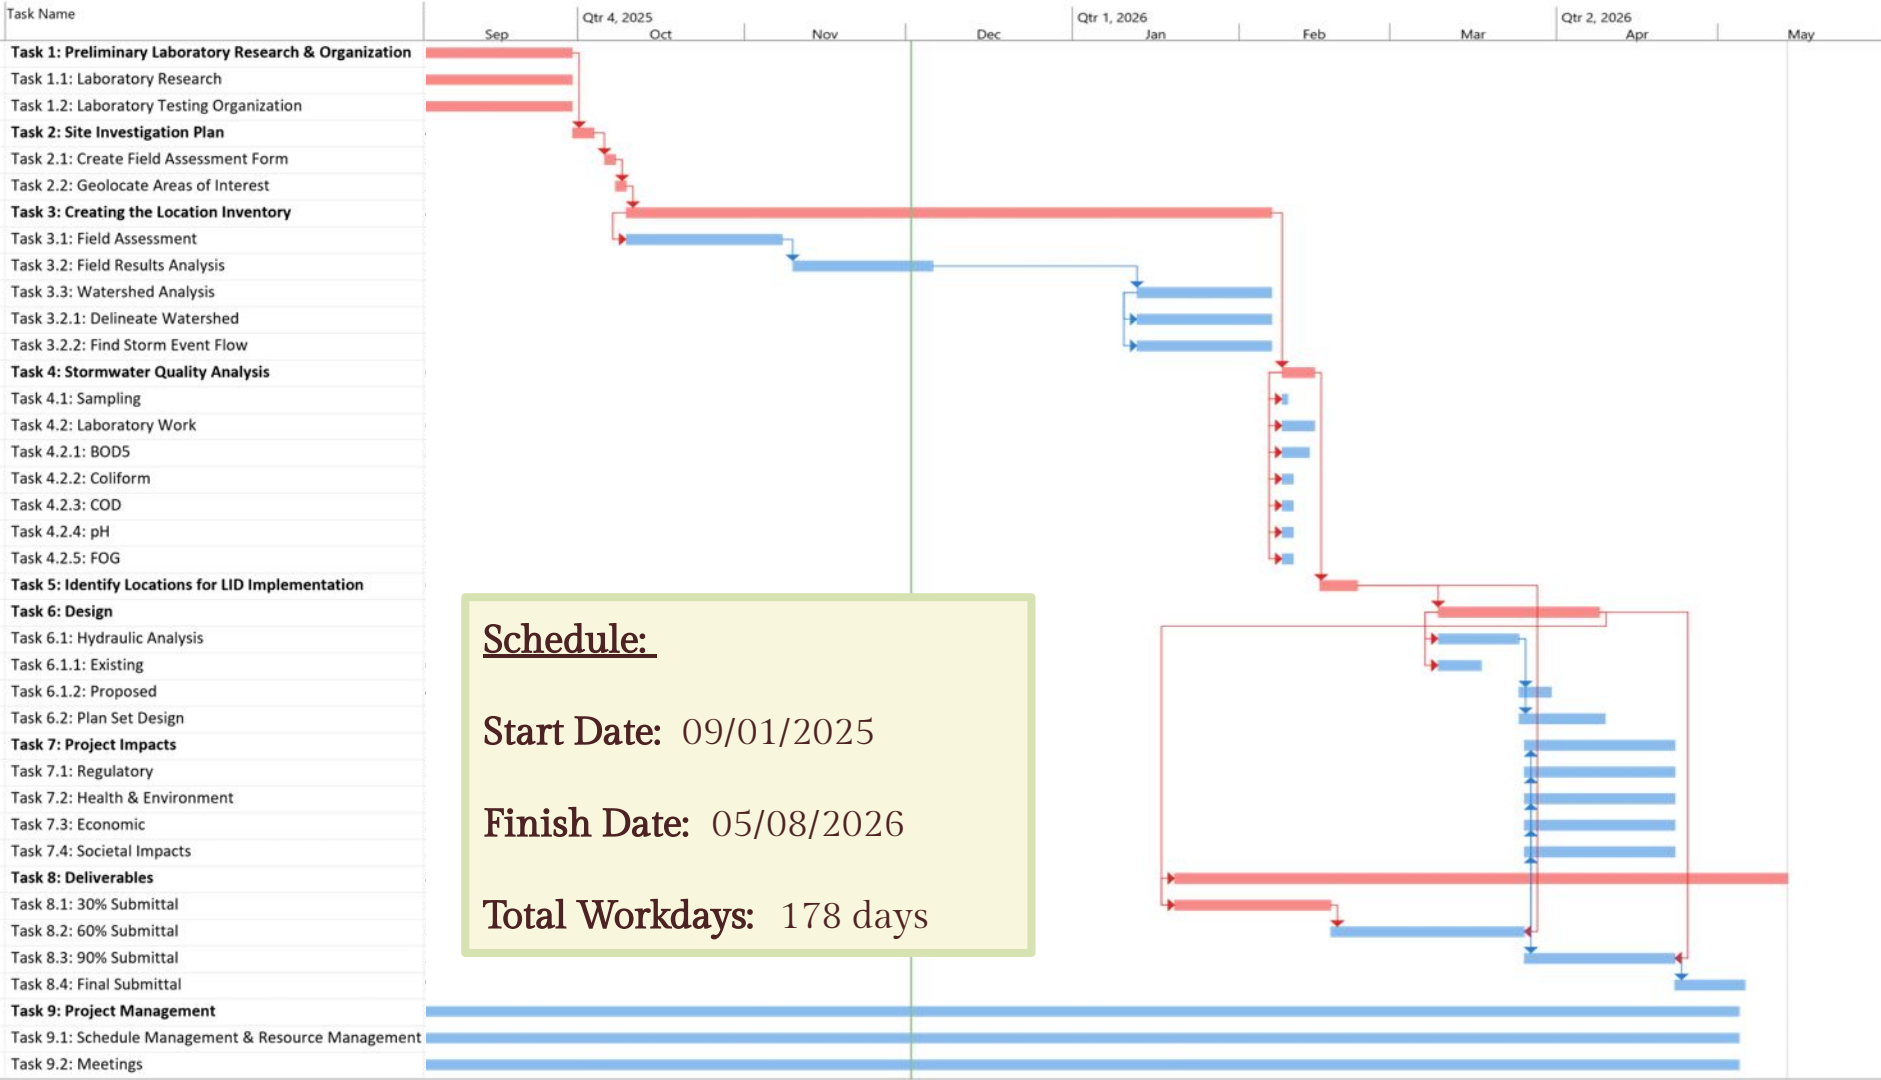 Task Name
Qtr 4, 2025
Qtr 1, 2026
Qtr 2, 2026
Sep
Oct
Nov
Dec
Jan
Feb
Mar
Apr
May
Task 1: Preliminary Laboratory Research & Organization
Task 1.1: Laboratory Research
Task 1.2: Laboratory Testing Organization
Task 2: Site Investigation Plan
Task 2.1: Create Field Assessment Form
Task 2.2: Geolocate Areas of Interest
Task 3: Creating the Location Inventory
Task 3.1: Field Assessment
Task 3.2: Field Results Analysis
Task 3.3: Watershed Analysis
Task 3.2.1: Delineate Watershed
Task 3.2.2: Find Storm Event Flow
Task 4: Stormwater Quality Analysis
Task 4.1: Sampling
Task 4.2: Laboratory Work
Task 4.2.1: BOD5
Task 4.2.2: Coliform
Task 4.2.3: COD
Task 4.2.4: pH
Task 4.2.5: FOG
Task 5: Identify Locations for LID Implementation
Task 6: Design
Task 6.1: Hydraulic Analysis
Task 6.1.1: Existing
Task 6.1.2: Proposed
Task 6.2: Plan Set Design
Task 7: Project Impacts
Task 7.1: Regulatory
Task 7.2: Health & Environment
Task 7.3: Economic
Task 7.4: Societal Impacts
Task 8: Deliverables
Task 8.1: 30% Submittal
Task 8.2: 60% Submittal
Task 8.3: 90% Submittal
Task 8.4: Final Submittal
Task 9: Project Management
Task 9.1: Schedule Management & Resource Management
Task 9.2: Meetings
Schedule:
Start Date: 09/01/2025
Finish Date: 05/08/2026
Total Workdays: 178 days